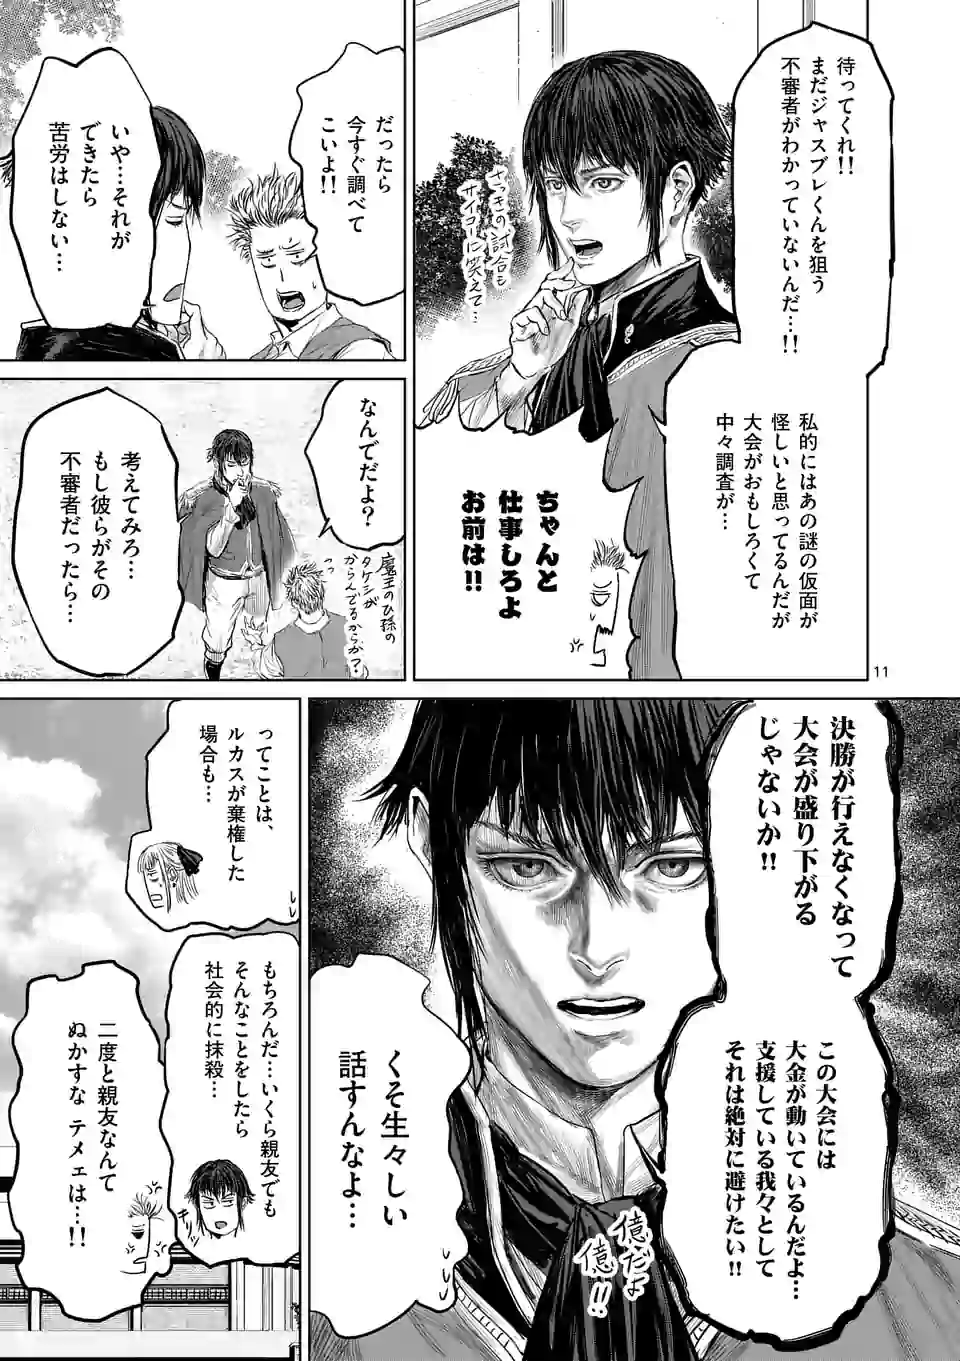 待ってくれ!!
まだジャスブレくんを狙う
不審者がわかっていないんだ…!!
さっきの試合も
サイコーに笑えて…
私的にはあの謎の仮面が
怪しいと思ってるんだが
大会がおもしろくて
中々調査が…
ちゃんと
仕事しろよ
お前は!!
だったら
今すぐ調べて
こいよ!!
いや…それが
できたら
苦労はしない…
なんでだよ?
魔王のひ孫の
タケシが
からんでるからか?
考えてみろ…
もし彼らがその
不審者だったら…
11
決勝が行えなくなって
大会が盛り下がる
じゃないか!!
この大会には
大金が動いているんだよ…
支援している我々として
それは絶対に避けたい!!
億だよ
億!!
くそ生々しい
話すんなよ…
ってことは、
ルカスが棄権した
場合も…
もちろんだ…いくら親友でも
そんなことをしたら
社会的に抹殺…
キリッ
二度と親友なんて
ぬかすな テメェは…!!